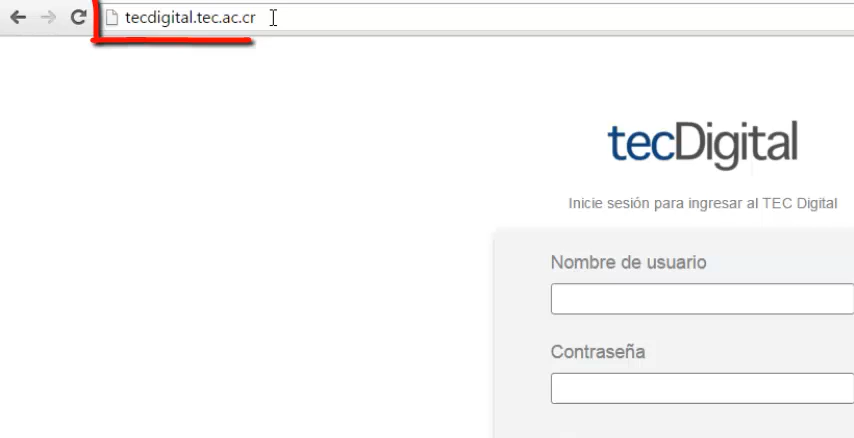 tecdigital.tec.ac.cr
tecDigital
Inicie sesión para ingresar al TEC Digital
Nombre de usuario
Contraseña